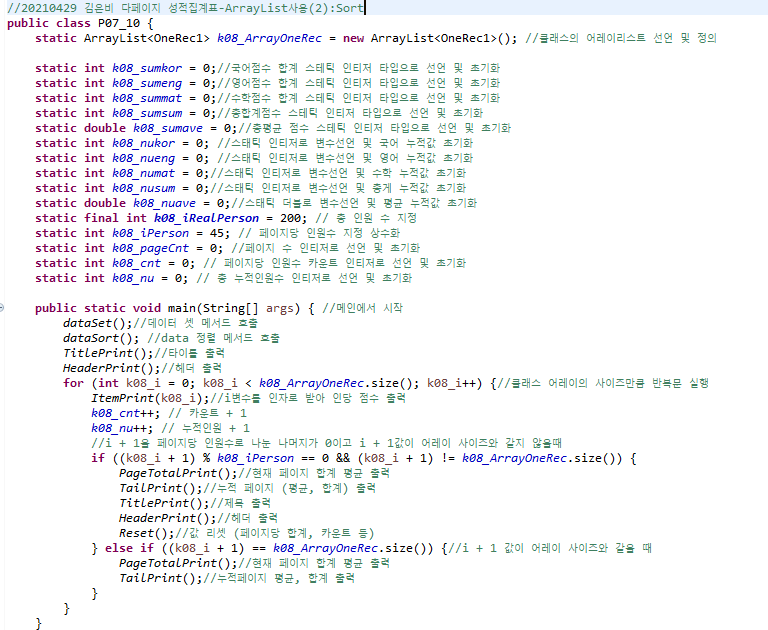 //20210429 김은비 다페이지 성적집계표-ArrayList사용(2):Sort
public class P07_10 {
static ArrayList<OneRec1> k08_ArrayOneRec = new ArrayList<OneRec1>(); //클래스의 어레이리스트 선언 및 정의
static int k08_sumkor = 0;//국어점수 합계 스테틱 인티저 타입으로 선언 및 초기화
static int k08_sumeng = 0;//영어점수 합계 스테틱 인티저 타입으로 선언 및 초기화
static int k08_summat = 0;//수학점수 합계 스테틱 인티저 타입으로 선언 및 초기화
static int k08_sumsum = 0;//총합계점수 스테틱 인티저 타입으로 선언 및 초기화
static double k08_sumave = 0;//총평균 점수 스테틱 인티저 타입으로 선언 및 초기화
static int k08_nukor = 0; //스태틱 인티저로 변수선언 및 국어 누적값 초기화
static int k08_nueng = 0; //스태틱 인티저로 변수선언 및 영어 누적값 초기화
static int k08_numat = 0; //스태틱 인티저로 변수선언 및 수학 누적값 초기화
static int k08_nusum = 0; //스태틱 인티저로 변수선언 및 총게 누적값 초기화
static double k08_nuave = 0;//스태틱 더블로 변수선언 및 평균 누적값 초기화
static final int k08_iRealPerson = 200; // 총 인원 수 지정
static int k08_iPerson = 45; // 페이지당 인원수 지정 상수화
static int k08_pageCnt = 0; //페이지 수 인티저로 선언 및 초기화
static int k08_cnt = 0; // 페이지당 인원수 카운트 인티저로 선언 및 초기화
static int k08_nu = 0; // 총 누적인원수 인티저로 선언 및 초기화
public static void main(String[] args) { //메인에서 시작
dataSet();//데이터 셋 메서드 호출
dataSort(); //data 정렬 메서드 호출
TitlePrint();//타이틀 출력
HeaderPrint();//헤더 출력
for (int k08_i = 0; k08_i < k08_ArrayOneRec.size(); k08_i++) {//클래스 어레이의 사이즈만큼 반복문 실행
ItemPrint(k08_i);//i변수를 인자로 받아 인당 점수 출력
k08_cnt++; // 카운트 + 1
k08_nu++; // 누적인원 + 1
//i + 1을 페이지당 인원수로 나눈 나머지가 0이고 i + 1값이 어레이 사이즈와 같지 않을때
if ((k08_i + 1) % k08_iPerson == 0 && (k08_i + 1) != k08_ArrayOneRec.size()) {
PageTotalPrint();//현재 페이지 합계 평균 출력
TailPrint();//누적 페이지 (평균, 합계) 출력
TitlePrint();//제목 출력
HeaderPrint();//헤더 출력
Reset();//값 리셋 (페이지당 합계, 카운트 등)
} else if ((k08_i + 1) == k08_ArrayOneRec.size()) {//i + 1 값이 어레이 사이즈와 같을 때
PageTotalPrint();//현재 페이지 합계 평균 출력
TailPrint();//누적페이지 평균, 합계 출력
}
}
}